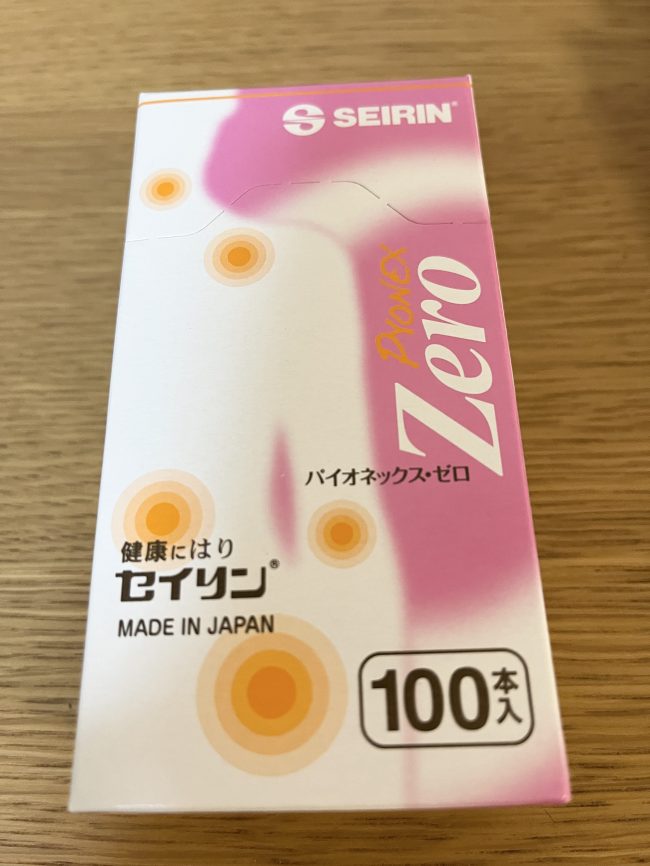 SEIRIN®
PYONEX
Zero
パイオネックス・ゼロ
健康にはり
セイリン®
MADE IN JAPAN
100本入